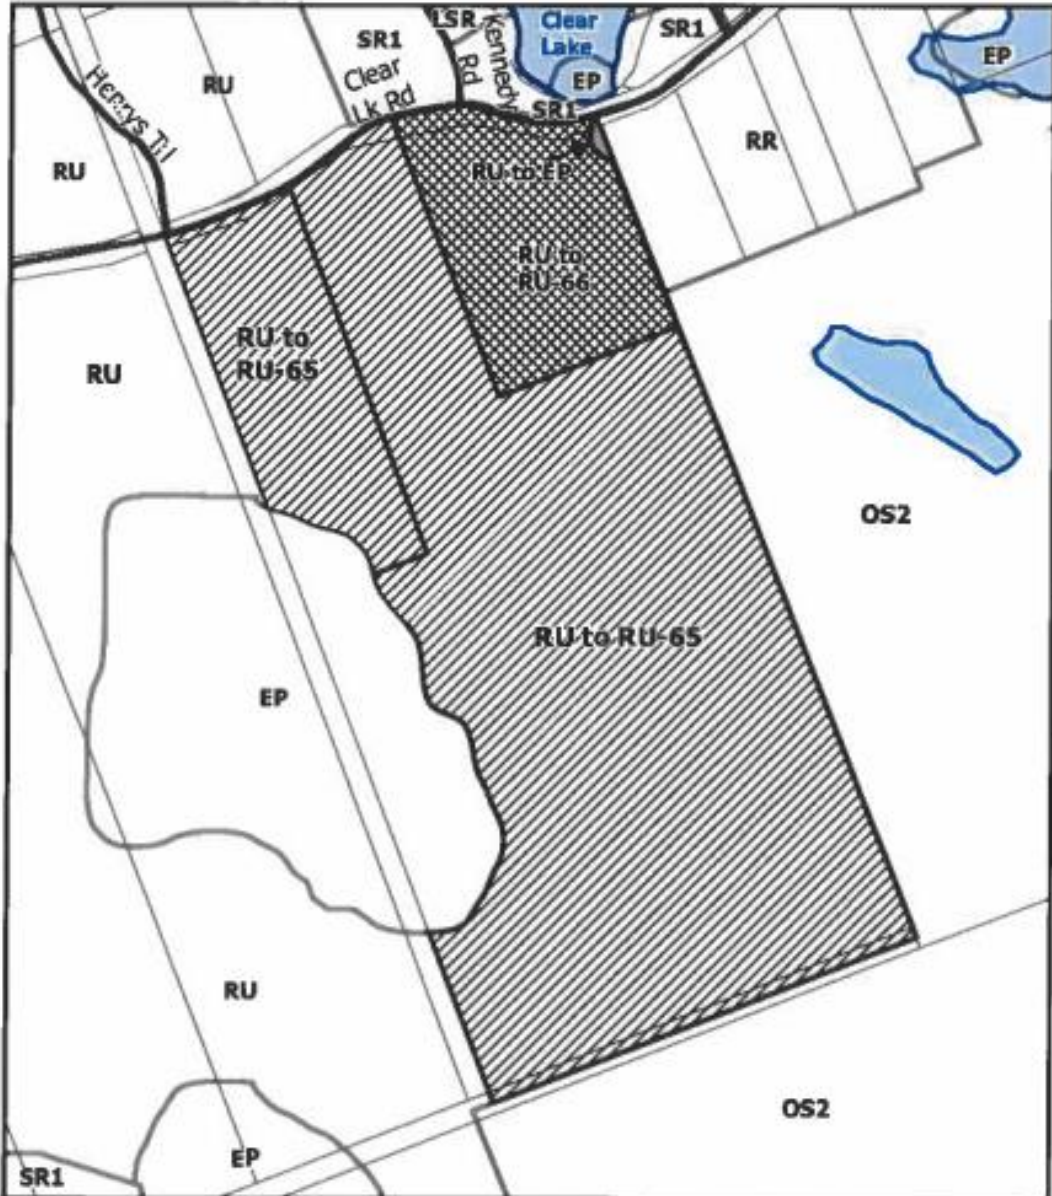 LSR
Kennedy
Rd
Clear
Lake
SR1
SR1
EP
EP
RU
Clear
Lk Rd
SR1
Henrys Trl
RR
RU
RU to EP
RU to
RU-66
RU to
RU-65
RU
OS2
RU to RU-65
EP
RU
OS2
EP
SR1